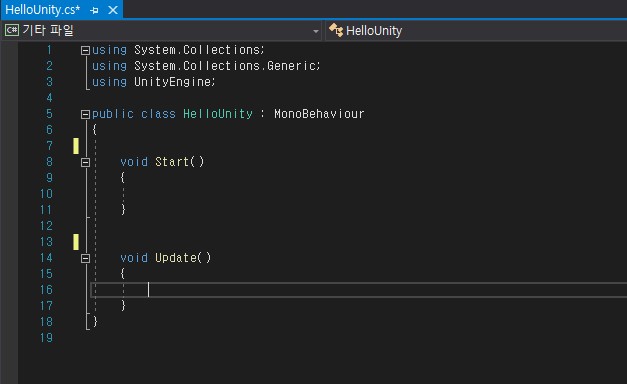 HelloUnity.cs*
C# 기타 파일 HelloUnity
1 using System.Collections;
2 using System.Collections.Generic;
3 using UnityEngine;
4
5 public class HelloUnity : MonoBehaviour
6 {
7
8 void Start()
9 {
10
11 }
12
13
14 void Update()
15 {
16
17 }
18 }
19